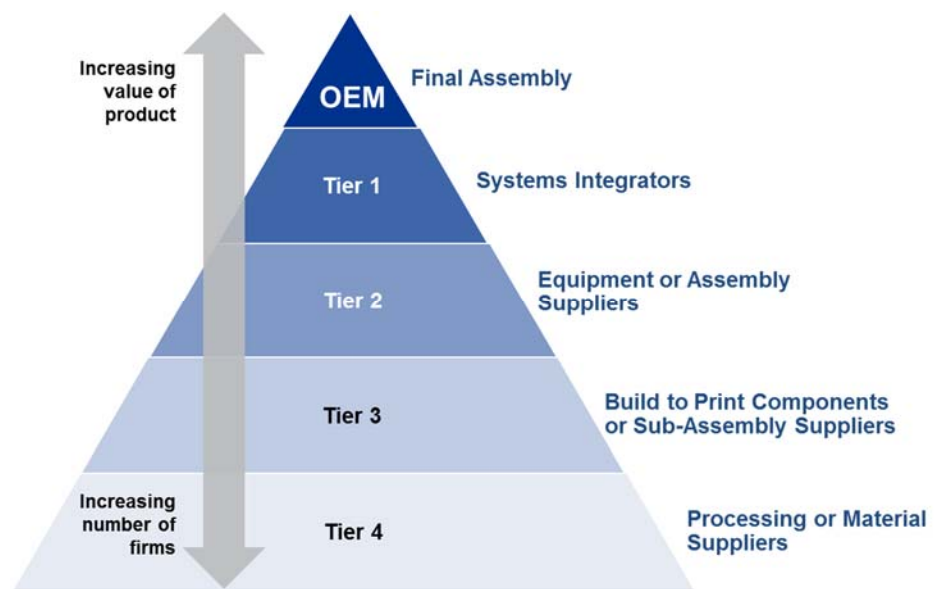 Increasing
value of
product
OEM
Final Assembly
Tier 1
Systems Integrators
Tier 2
Equipment or Assembly
Suppliers
Tier 3
Build to Print Components
or Sub-Assembly Suppliers
Increasing
number of
firms
Tier 4
Processing or Material
Suppliers